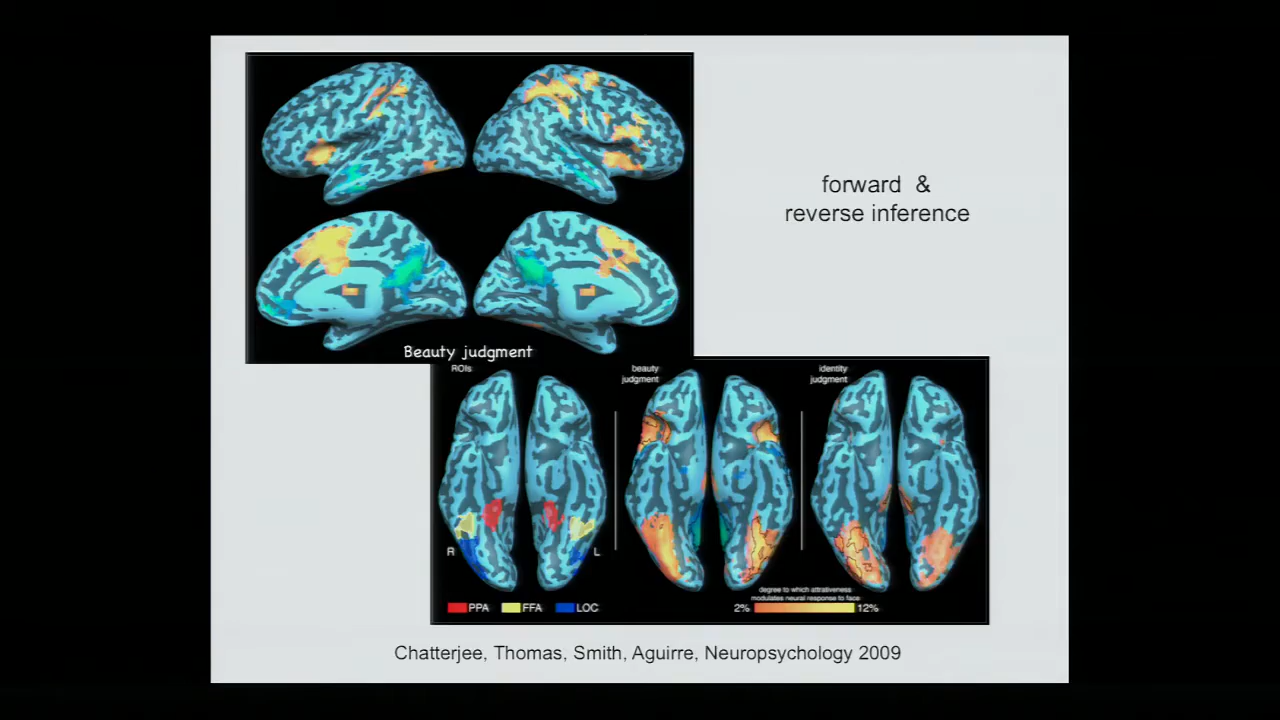 forward &
reverse inference
Beauty judgment
ROIs
beauty
judgment
identity
judgment
R
L
PPA
FFA
LOC
degree to which attrativeness
modulates neural response to face
2%
12%
Chatterjee, Thomas, Smith, Aguirre, Neuropsychology 2009